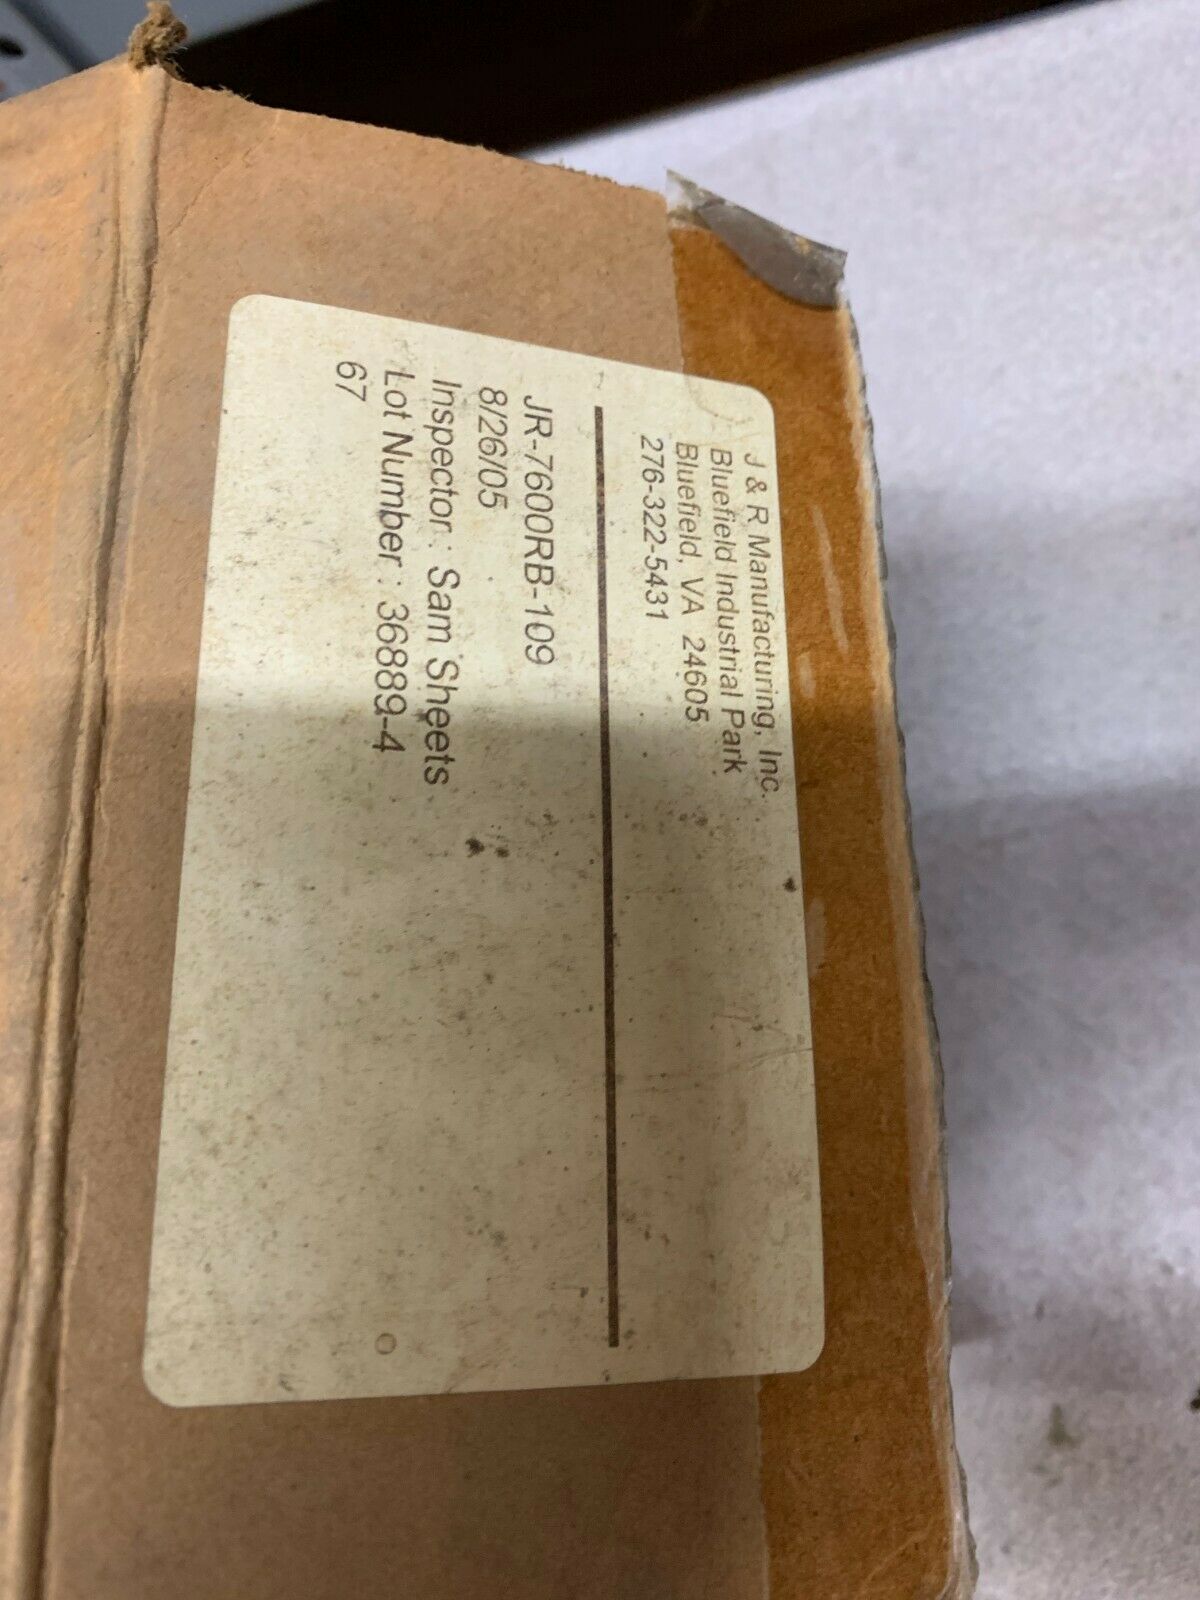 J & R Manufacturing, Inc.
Bluefield Industrial Park
Bluefield, VA 24605
276-322-5431
JR-7600RB-109
8/26/05
Inspector : Sam Sheets
Lot Number : 36889-4
67